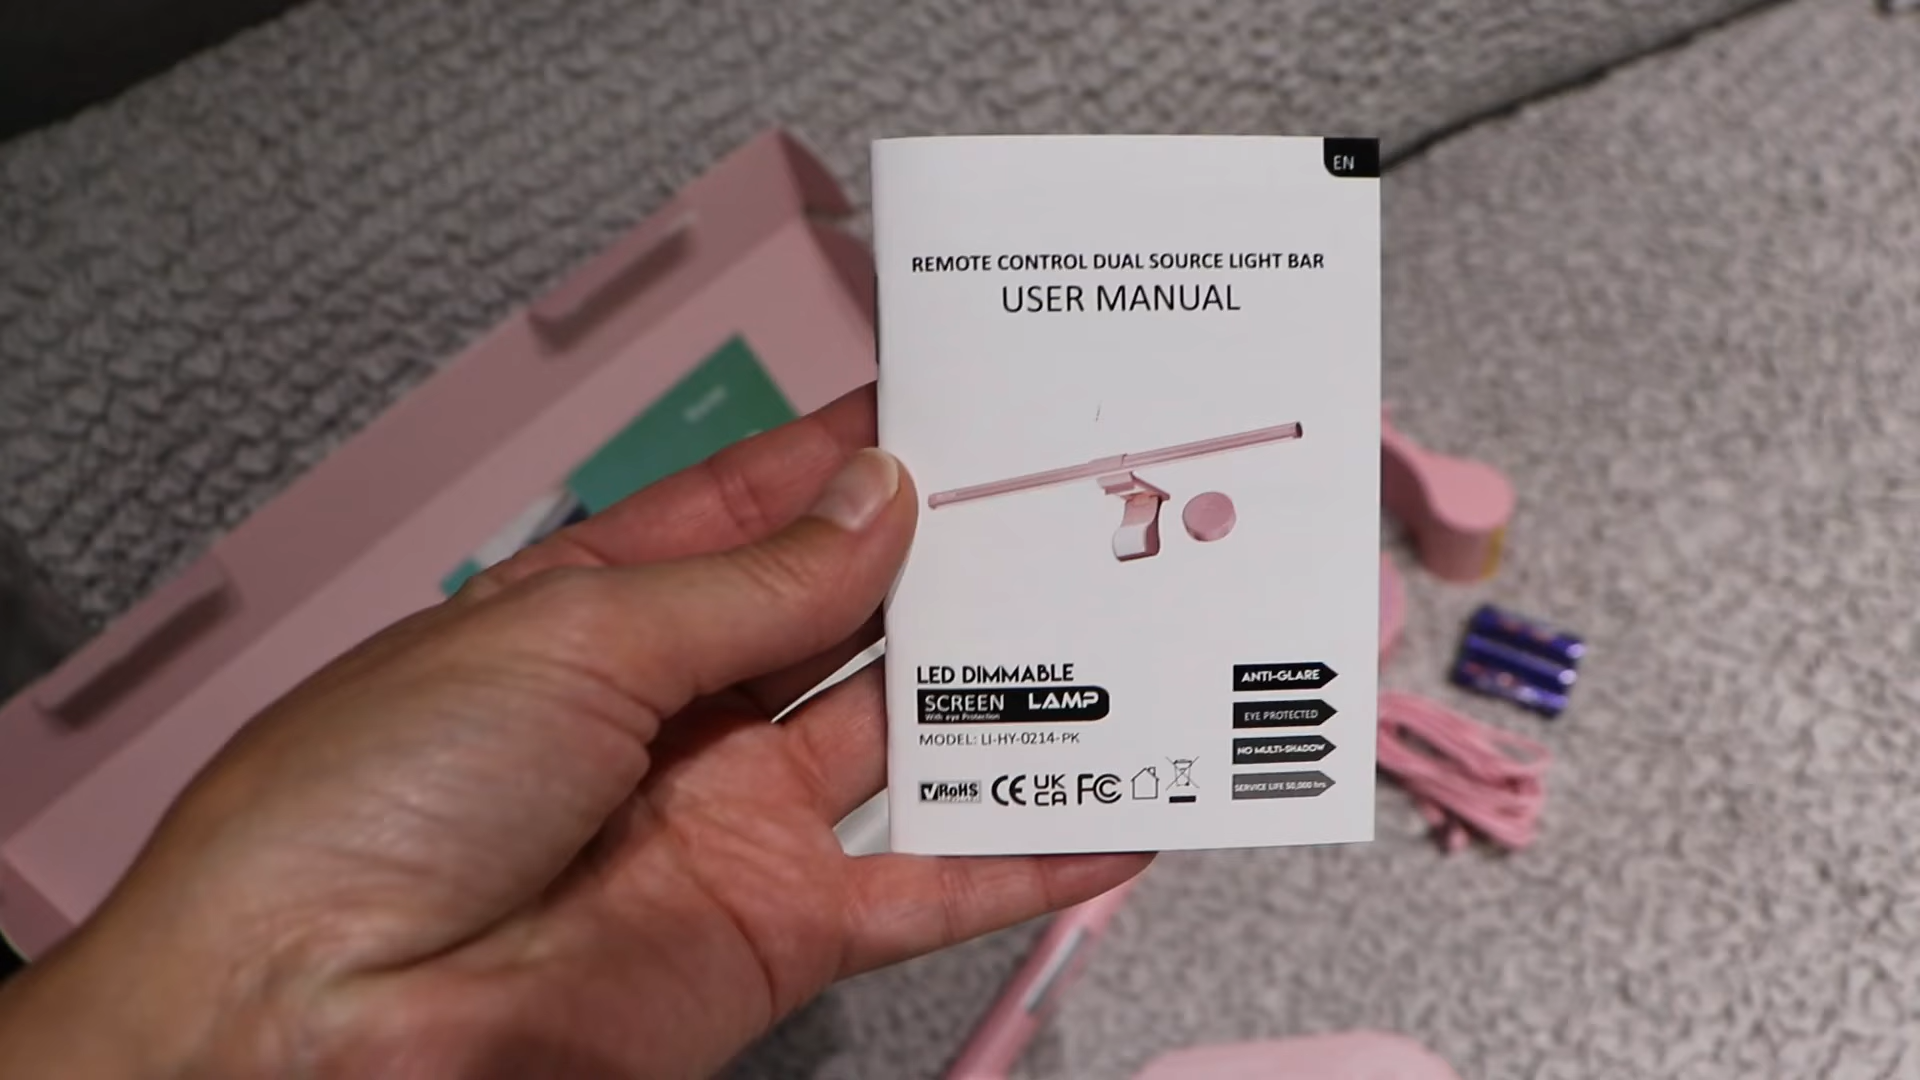 EN
REMOTE CONTROL DUAL SOURCE LIGHT BAR
USER MANUAL
LED DIMMABLE
SCREEN LAMP
With eye Protection
MODEL: LI-HY-0214-PK
RoHS CE UK CA FC
ANTI-GLARE
EYE PROTECTED
NO MULTI-SHADOW
SERVICE LIFE 50,000 hrs